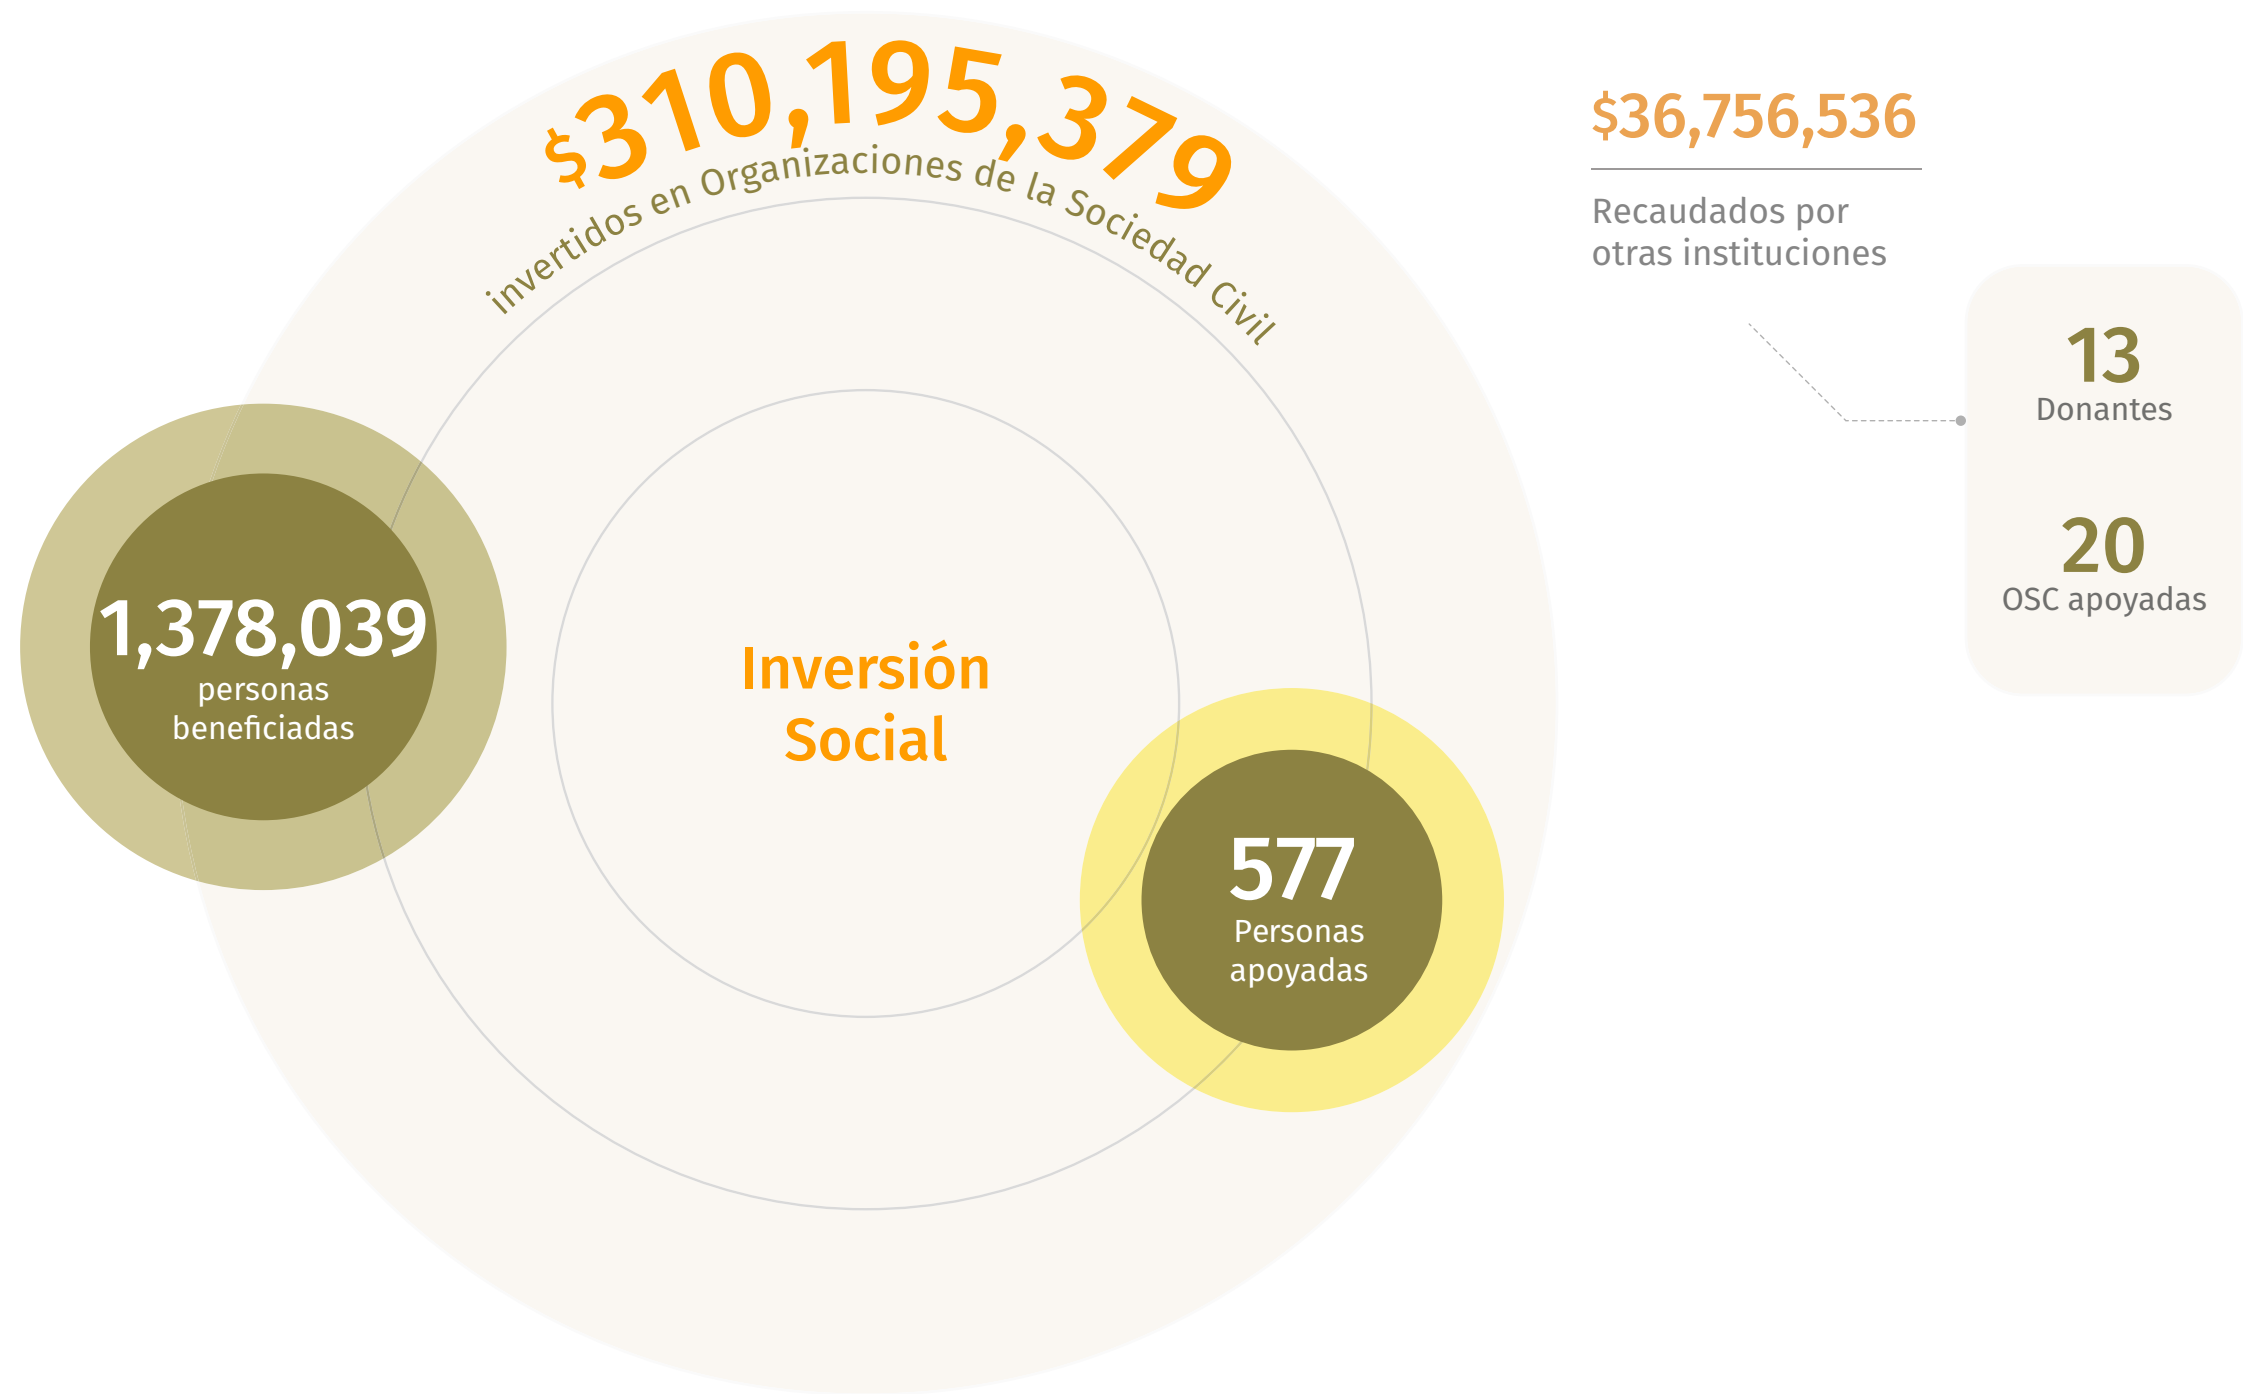 $310,195,379
invertidos en Organizaciones de la Sociedad Civil
$36,756,536
Recaudados por
otras instituciones
13
Donantes
20
OSC apoyadas
1,378,039
personas
beneficiadas
Inversión
Social
577
Personas
apoyadas